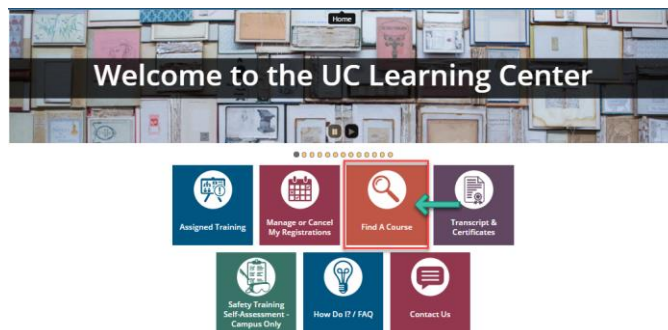 Home
Welcome to the UC Learning Center
Assigned Training
Manage or Cancel
My Registrations
Find A Course
Transcript &
Certificates
Safety Training
Self-Assessment -
Campus Only
How Do I? / FAQ
Contact Us